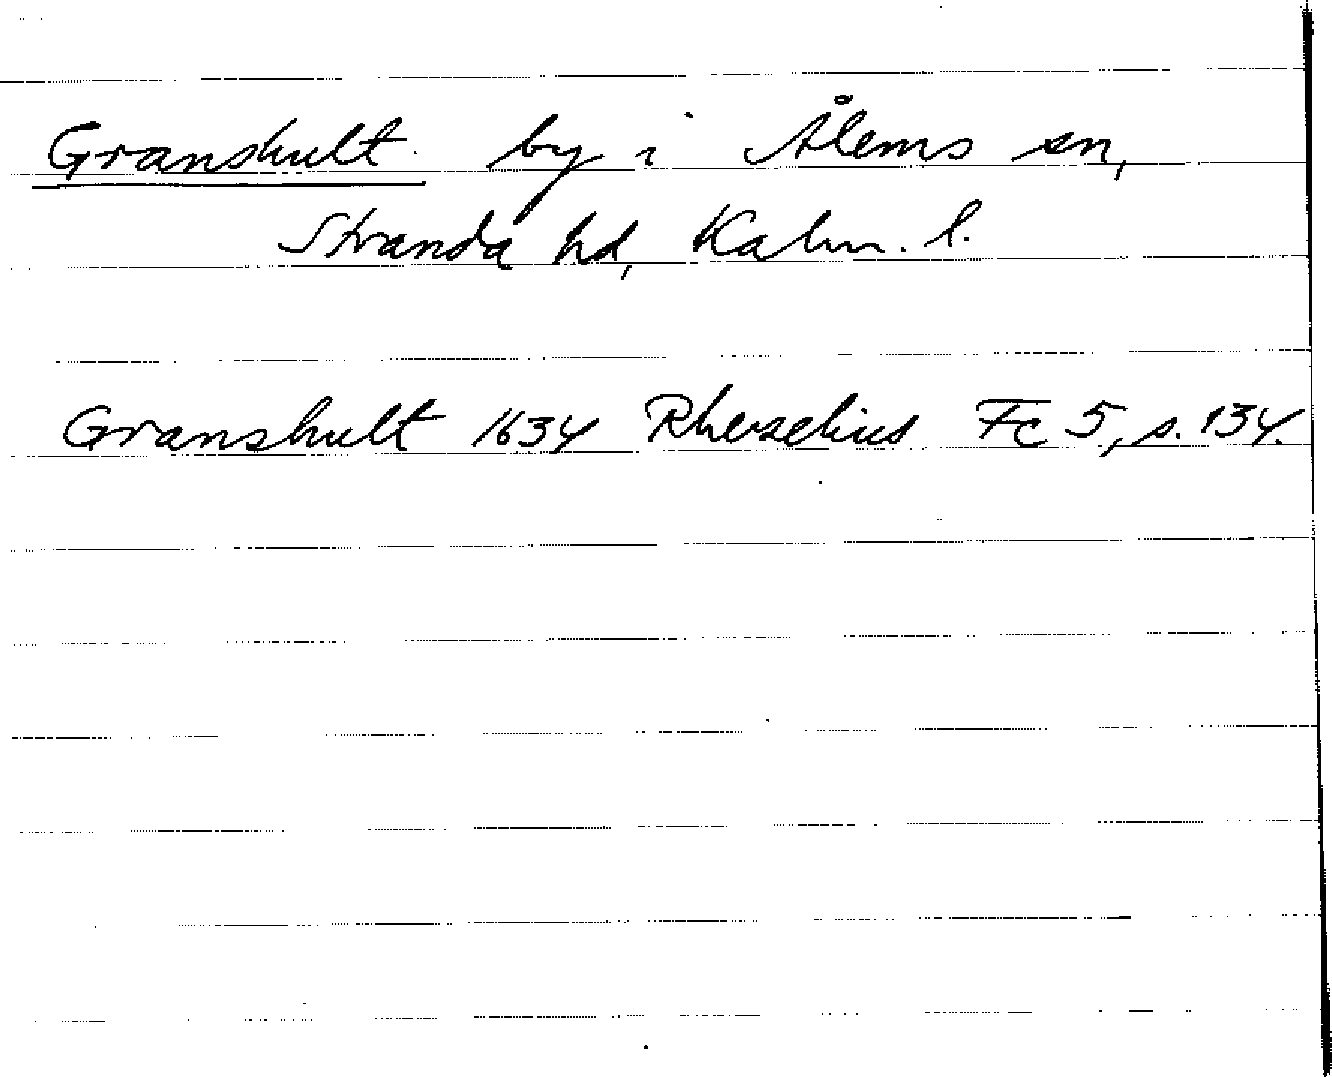 Granshult. by i Ålems sn,
Stranda hd, Kalm. l.
Granshult 1634 Rhezelius Fc 5, s. 134.